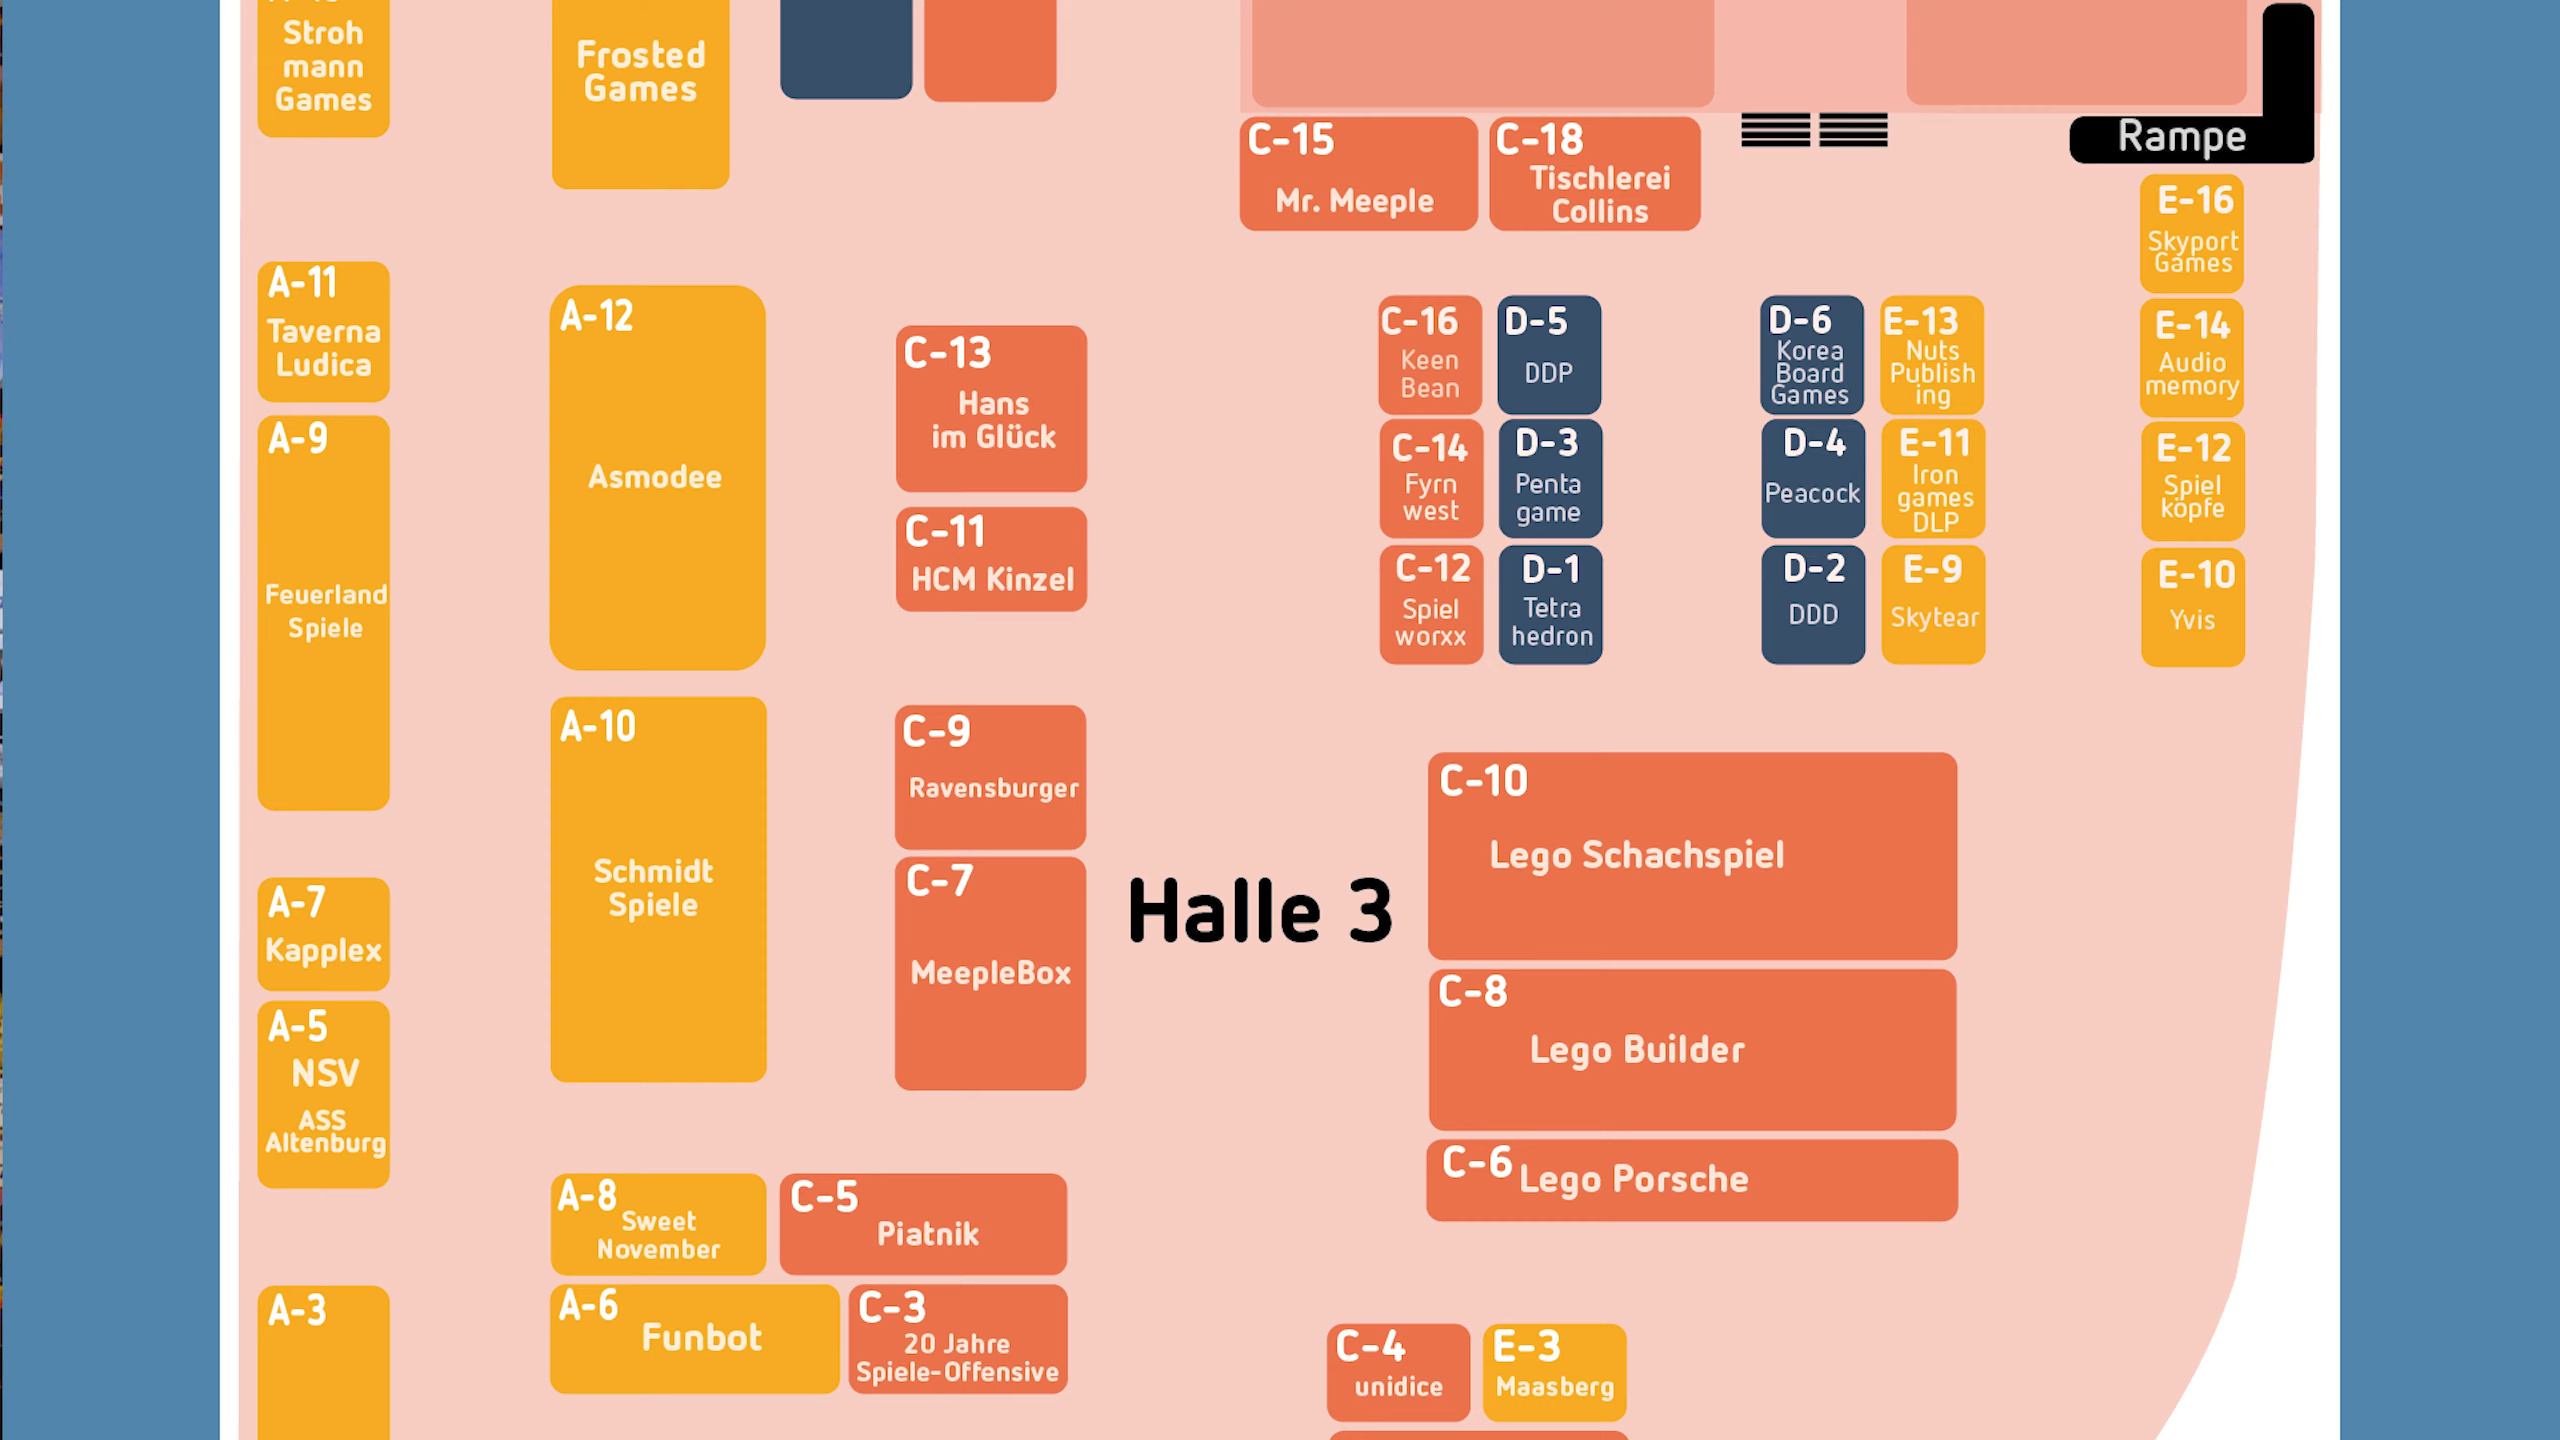 Stroh
mann
Games
Frosted
Games
C-15
Mr. Meeple
C-18
Tischlerei
Collins
Rampe
E-16
Skyport
Games
A-11
Taverna
Ludica
A-12
Asmodee
C-13
Hans
im Glück
C-16
Keen
Bean
D-5
DDP
D-6
Korea
Board
Games
E-13
Nuts
Publish
ing
E-14
Audio
memory
A-9
Feuerland
Spiele
C-11
HCM Kinzel
C-14
Fyrn
west
D-3
Penta
game
D-4
Peacock
E-11
Iron
games
DLP
E-12
Spiel
köpfe
C-12
Spiel
worxx
D-1
Tetra
hedron
D-2
DDD
E-9
Skytear
E-10
Yvis
A-10
Schmidt
Spiele
C-9
Ravensburger
C-10
Lego Schachspiel
A-7
Kapplex
C-7
MeepleBox
Halle 3
A-5
NSV
ASS
Altenburg
C-8
Lego Builder
C-6
Lego Porsche
A-8
Sweet
November
C-5
Piatnik
A-3
A-6
Funbot
C-3
20 Jahre
Spiele-Offensive
C-4
unidice
E-3
Maasberg